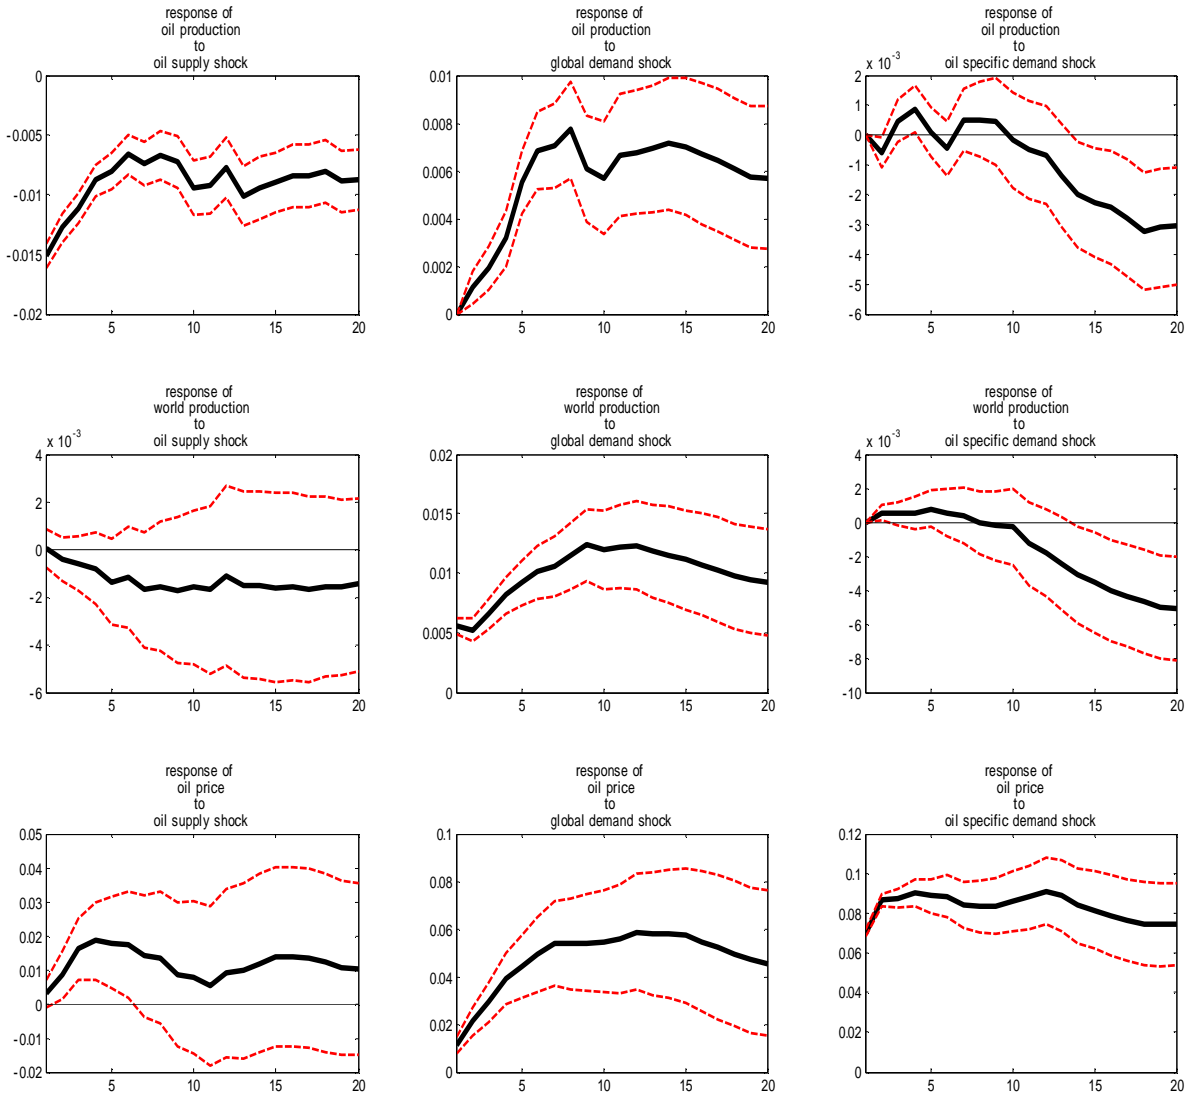 response of
oil production
to
oil supply shock
0
-0.005
-0.01
-0.015
-0.02
5
10
15
20
response of
oil production
to
global demand shock
0.01
0.008
0.006
0.004
0.002
0
5
10
15
20
response of
oil production
to
oil specific demand shock
x 10-3
2
1
0
-1
-2
-3
-4
-5
-6
5
10
15
20
response of
world production
to
oil supply shock
x 10-3
4
2
0
-2
-4
-6
5
10
15
20
response of
world production
to
global demand shock
0.02
0.015
0.01
0.005
0
5
10
15
20
response of
world production
to
oil specific demand shock
x 10-3
4
2
0
-2
-4
-6
-8
-10
5
10
15
20
response of
oil price
to
oil supply shock
0.05
0.04
0.03
0.02
0.01
0
-0.01
-0.02
5
10
15
20
response of
oil price
to
global demand shock
0.1
0.08
0.06
0.04
0.02
0
5
10
15
20
response of
oil price
to
oil specific demand shock
0.12
0.1
0.08
0.06
0.04
0.02
0
5
10
15
20